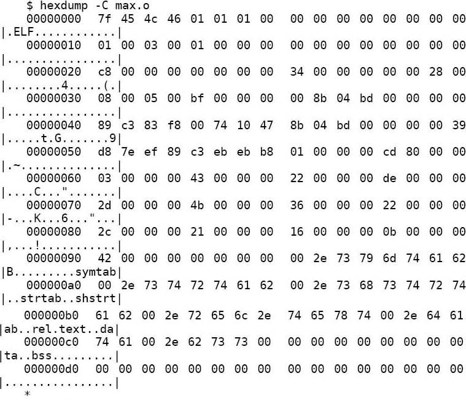 $ hexdump -C max.o
00000000 7f 45 4c 46 01 01 01 00 00 00 00 00 00 00 00 00
|.ELF............|
00000010 01 00 03 00 01 00 00 00 00 00 00 00 00 00 00 00
|................|
00000020 c8 00 00 00 00 00 00 00 34 00 00 00 00 00 28 00
|........4.....(.|
00000030 08 00 05 00 bf 00 00 00 00 8b 04 bd 00 00 00 00
|................|
00000040 89 c3 83 f8 00 74 10 47 8b 04 bd 00 00 00 00 39
|.....t.G.......9|
00000050 d8 7e ef 89 c3 eb eb b8 01 00 00 00 cd 80 00 00
|.~..............|
00000060 03 00 00 00 43 00 00 00 22 00 00 00 de 00 00 00
|....C...".......|
00000070 2d 00 00 00 4b 00 00 00 36 00 00 00 22 00 00 00
|-...K...6..."...|
00000080 2c 00 00 00 21 00 00 00 16 00 00 00 0b 00 00 00
|,...!...........|
00000090 42 00 00 00 00 00 00 00 00 2e 73 79 6d 74 61 62
|B.........symtab|
000000a0 00 2e 73 74 72 74 61 62 00 2e 73 68 73 74 72 74
|..strtab..shstrt|
000000b0 61 62 00 2e 72 65 6c 2e 74 65 78 74 00 2e 64 61
|ab..rel.text..da|
000000c0 74 61 00 2e 62 73 73 00 00 00 00 00 00 00 00 00
|ta..bss.........|
000000d0 00 00 00 00 00 00 00 00 00 00 00 00 00 00 00 00
|................|
*